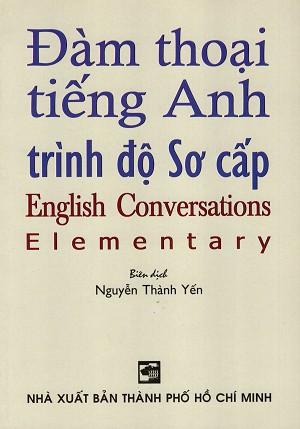 Đàm thoại
tiếng Anh
trình độ Sơ cấp
English Conversations
Elementary
Biên dịch
Nguyễn Thành Yến
NHÀ XUẤT BẢN THÀNH PHỐ HỒ CHÍ MINH